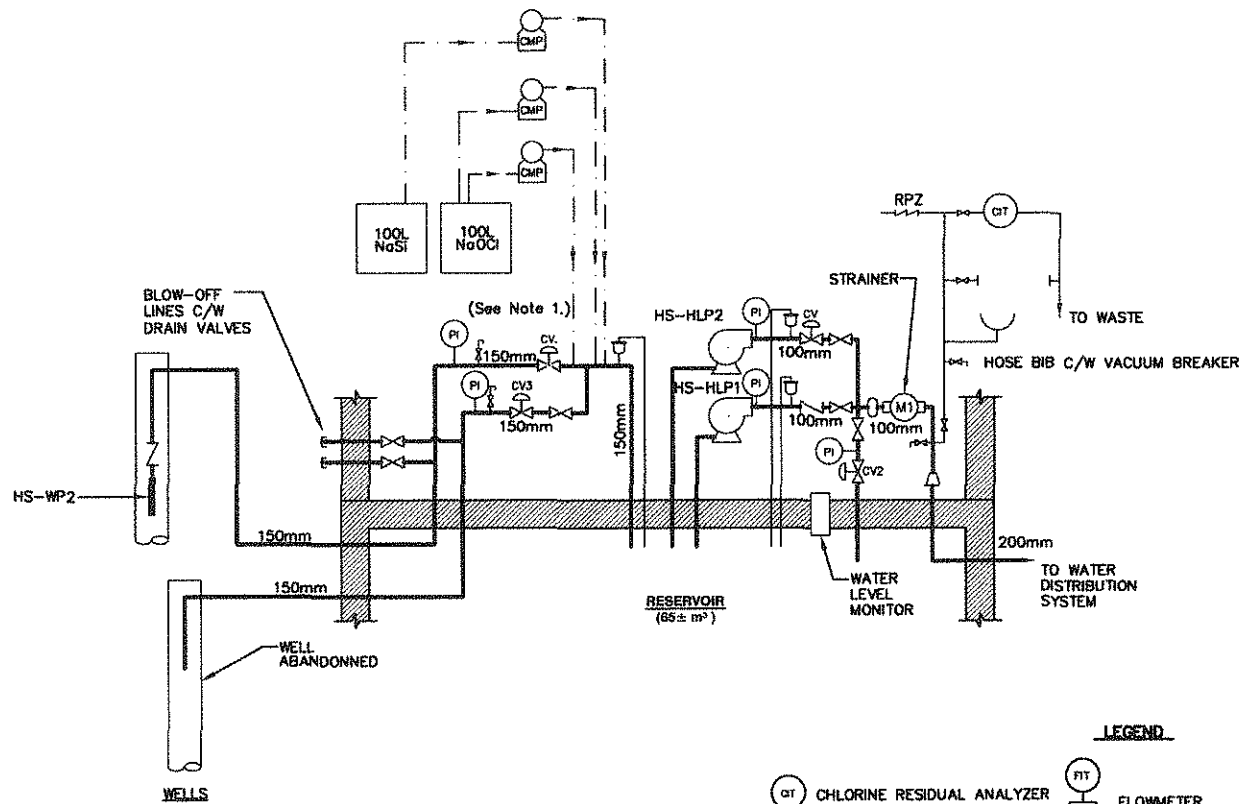 CMP
CMP
CMP
100L
NaSi
100L
NaOCl
RPZ
CIT
STRAINER
TO WASTE
BLOW-OFF
LINES C/W
DRAIN VALVES
(See Note 1.)
HS-HLP2
PI
CV
PI
CV.
150mm
100mm
HOSE BIB C/W VACUUM BREAKER
HS-HLP1
PI
PI
CV3
150mm
150mm
100mm
M1
100mm
PI
CV2
HS-WP2
150mm
200mm
TO WATER
DISTRIBUTION
SYSTEM
150mm
RESERVOIR
(65± m³)
WATER
LEVEL
MONITOR
WELL
ABANDONNED
LEGEND
WELLS
CIT CHLORINE RESIDUAL ANALYZER
FIT
FLOWMETER